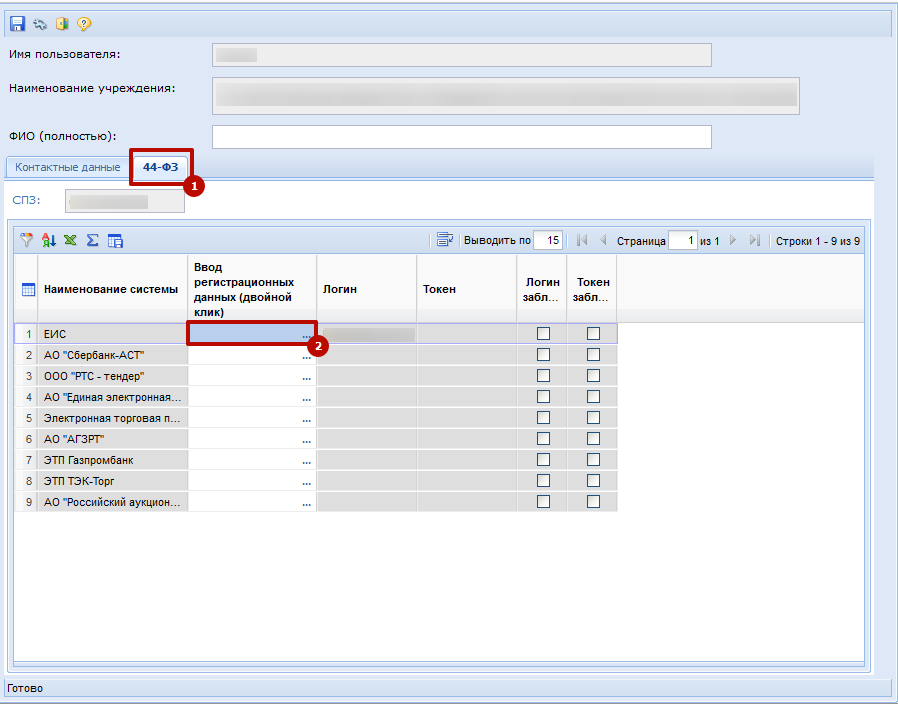 Имя пользователя:
Наименование учреждения:
ФИО (полностью):
Контактные данные 44-ФЗ
1
СПЗ:
Выводить по 15 Страница 1 из 1 Строки 1 - 9 из 9
Наименование системы Ввод регистрационных данных (двойной клик) Логин Токен Логин забл... Токен забл...
1 ЕИС ...
2
2 АО "Сбербанк-АСТ" ...
3 ООО "РТС - тендер" ...
4 АО "Единая электронная... ...
5 Электронная торговая п... ...
6 АО "АГЗРТ" ...
7 ЭТП Газпромбанк ...
8 ЭТП ТЭК-Торг ...
9 АО "Российский аукцион... ...
Готово